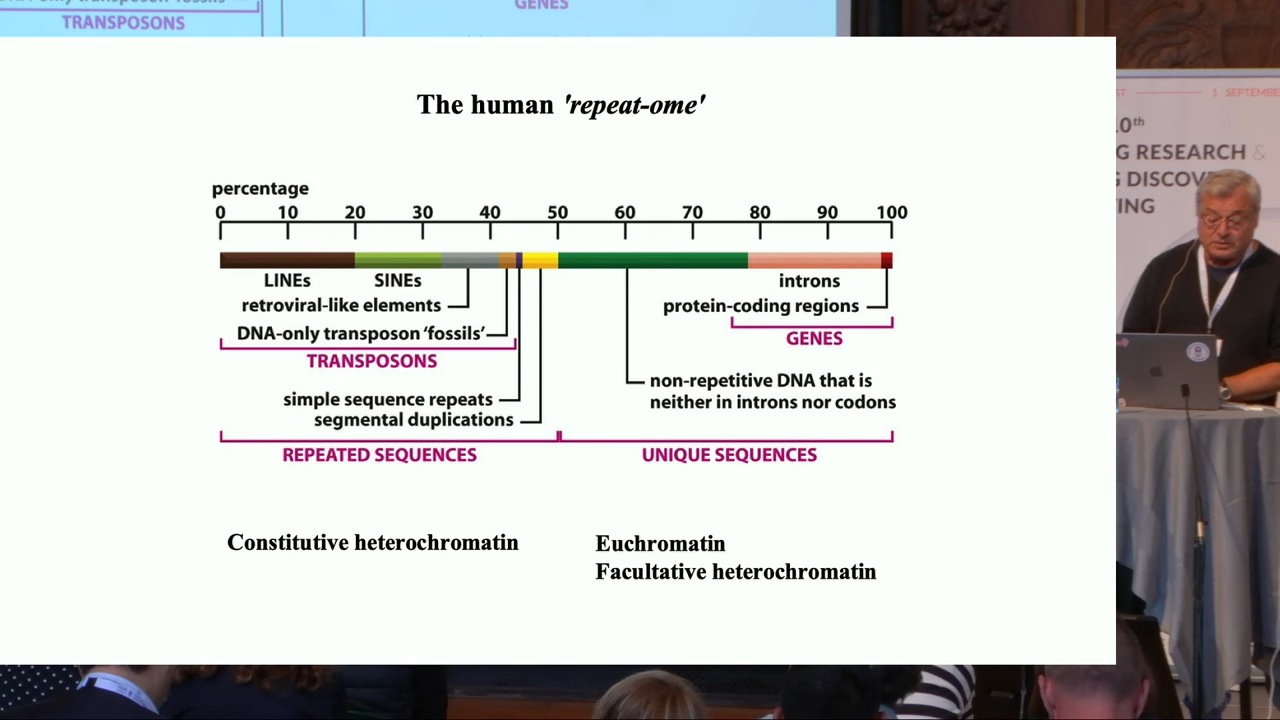 TRANSPOSONS
GENES
The human 'repeat-ome'
percentage
0 10 20 30 40 50 60 70 80 90 100
LINEs SINEs introns
retroviral-like elements protein-coding regions
DNA-only transposon ‘fossils’
GENES
TRANSPOSONS
non-repetitive DNA that is
neither in introns nor codons
simple sequence repeats
segmental duplications
REPEATED SEQUENCES UNIQUE SEQUENCES
Constitutive heterochromatin
Euchromatin
Facultative heterochromatin
1 SEPTEMBER
0th
G RESEARCH &
DISCOV